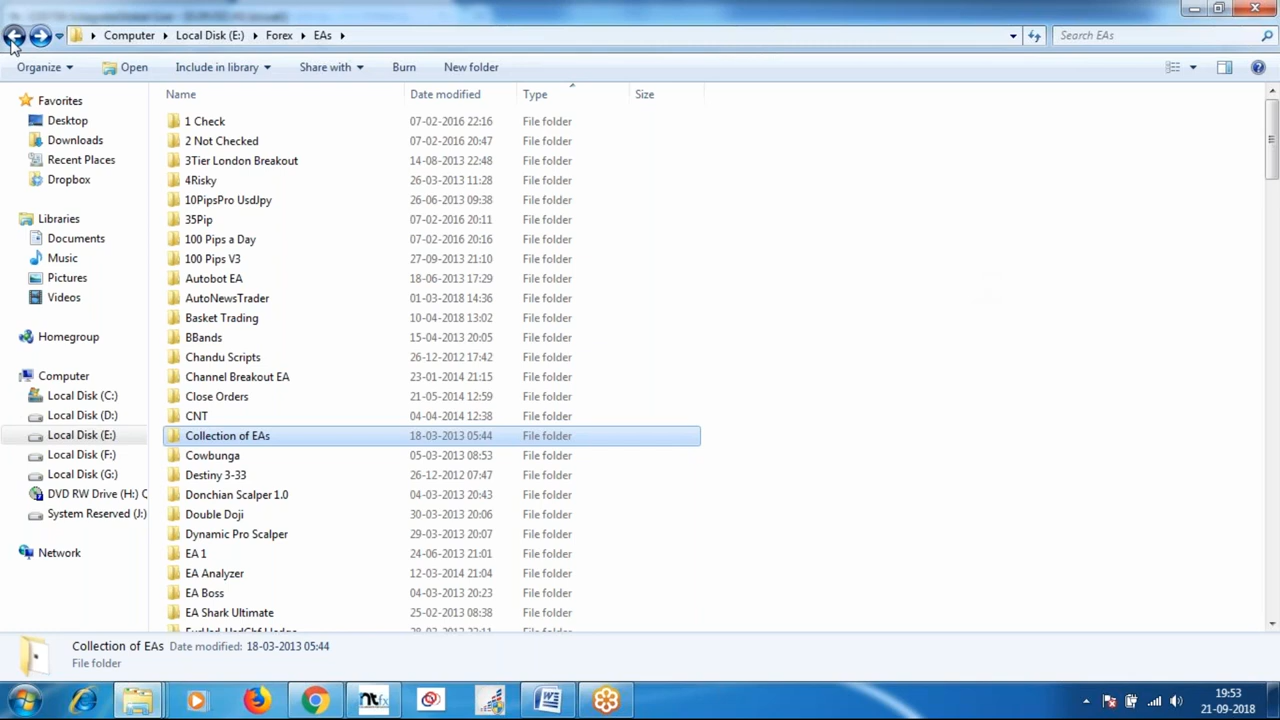 Computer Local Disk (E:) Forex EAs
Search EAs
Organize Open Include in library Share with Burn New folder
Name Date modified Type Size
Favorites
Desktop
Downloads
Recent Places
Dropbox
Libraries
Documents
Music
Pictures
Videos
Homegroup
Computer
Local Disk (C:)
Local Disk (D:)
Local Disk (E:)
Local Disk (F:)
Local Disk (G:)
DVD RW Drive (H:) C
System Reserved (J:)
Network
1 Check 07-02-2016 22:16 File folder
2 Not Checked 07-02-2016 20:47 File folder
3Tier London Breakout 14-08-2013 22:48 File folder
4Risky 26-03-2013 11:28 File folder
10PipsPro UsdJpy 26-06-2013 09:38 File folder
35Pip 07-02-2016 20:11 File folder
100 Pips a Day 07-02-2016 20:16 File folder
100 Pips V3 27-09-2013 21:10 File folder
Autobot EA 18-06-2013 17:29 File folder
AutoNewsTrader 01-03-2018 14:36 File folder
Basket Trading 10-04-2018 13:02 File folder
BBands 15-04-2013 20:05 File folder
Chandu Scripts 26-12-2012 17:42 File folder
Channel Breakout EA 23-01-2014 21:15 File folder
Close Orders 21-05-2014 12:59 File folder
CNT 04-04-2014 12:38 File folder
Collection of EAs 18-03-2013 05:44 File folder
Cowbunga 05-03-2013 08:53 File folder
Destiny 3-33 26-12-2012 07:47 File folder
Donchian Scalper 1.0 04-03-2013 20:43 File folder
Double Doji 30-03-2013 20:06 File folder
Dynamic Pro Scalper 29-03-2013 20:07 File folder
EA 1 24-06-2013 21:01 File folder
EA Analyzer 12-03-2014 21:04 File folder
EA Boss 04-03-2013 20:23 File folder
EA Shark Ultimate 25-02-2013 08:38 File folder
Collection of EAs Date modified: 18-03-2013 05:44
File folder
ntfx
19:53
21-09-2018